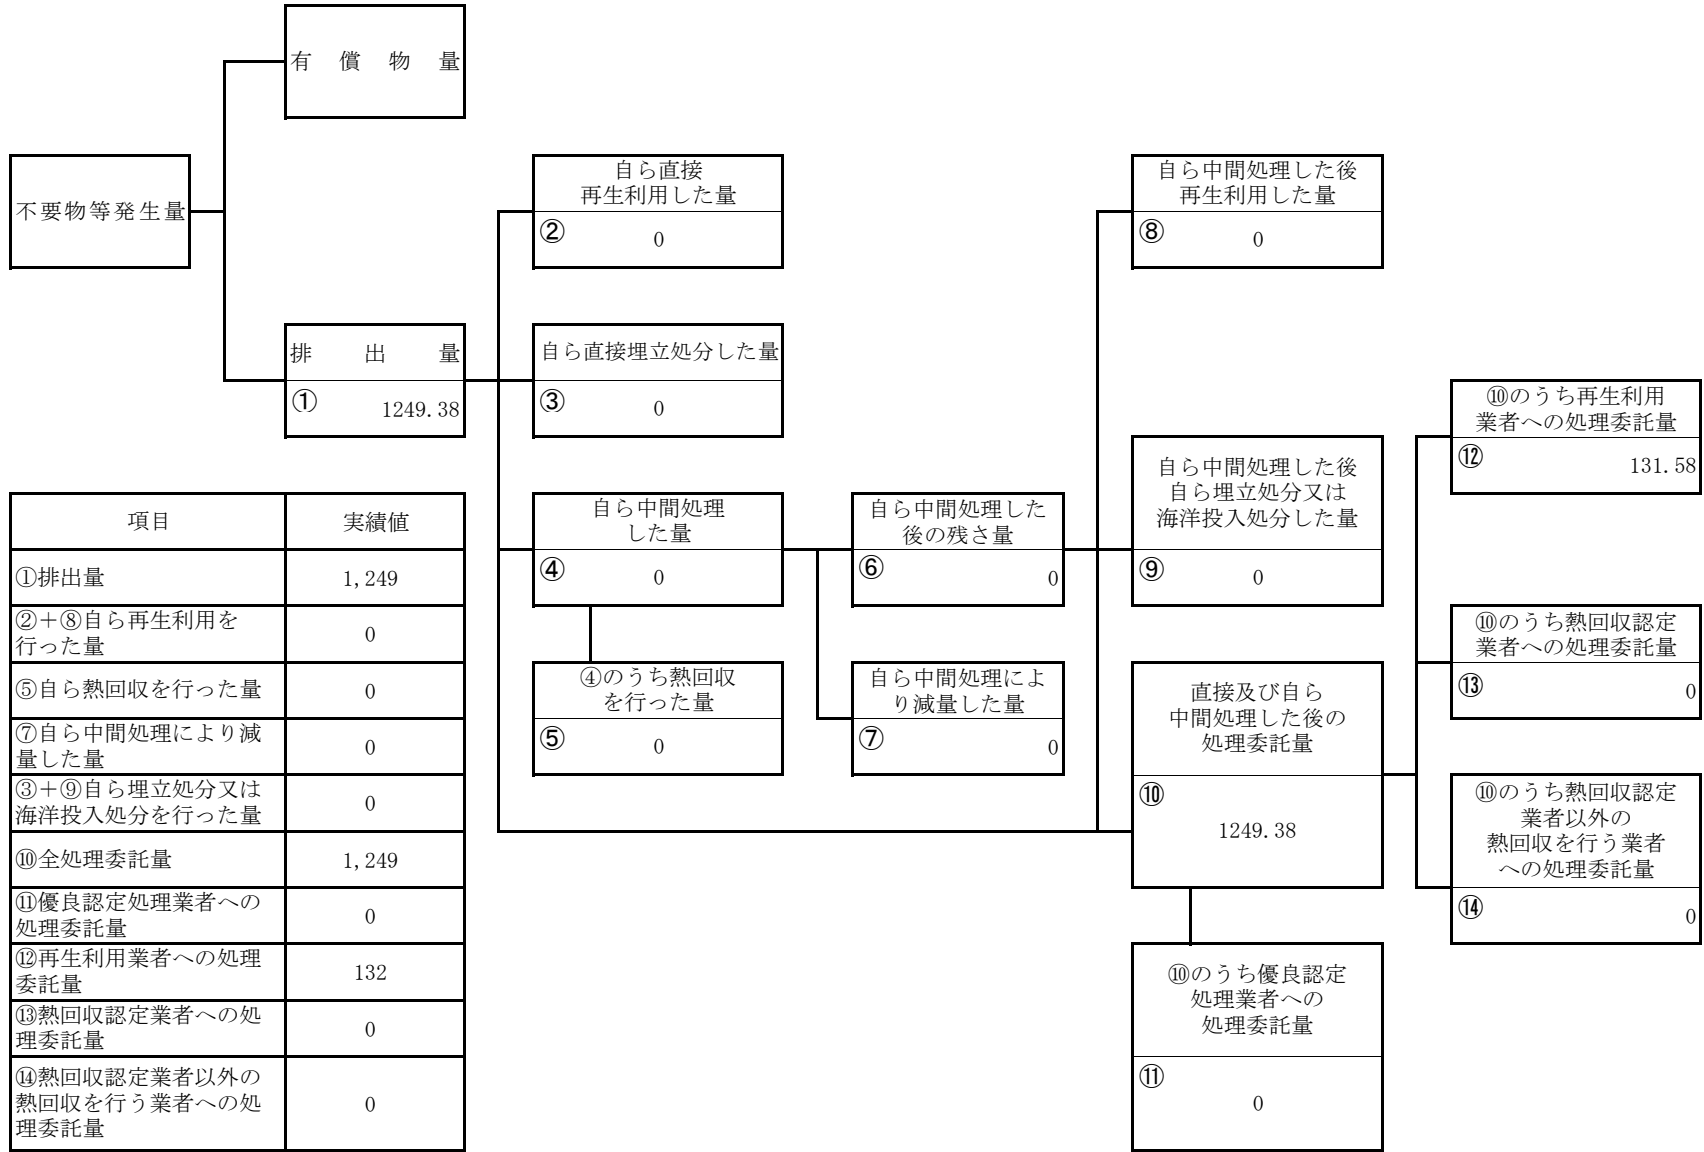 有償物量
不要物等発生量
排出量
① 1249.38
自ら直接
再生利用した量
② 0
自ら直接埋立処分した量
③ 0
自ら中間処理
した量
④ 0
④のうち熱回収
を行った量
⑤ 0
自ら中間処理した
後の残さ量
⑥ 0
自ら中間処理によ
り減量した量
⑦ 0
自ら中間処理した後
再生利用した量
⑧ 0
自ら中間処理した後
自ら埋立処分又は
海洋投入処分した量
⑨ 0
直接及び自ら
中間処理した後の
処理委託量
⑩
1249.38
⑩のうち優良認定
処理業者への
処理委託量
⑪
0
⑩のうち再生利用
業者への処理委託量
⑫ 131.58
⑩のうち熱回収認定
業者への処理委託量
⑬ 0
⑩のうち熱回収認定
業者以外の
熱回収を行う業者
への処理委託量
⑭ 0
項目 実績値
①排出量 1,249
②+⑧自ら再生利用を
行った量 0
⑤自ら熱回収を行った量 0
⑦自ら中間処理により減
量した量 0
③+⑨自ら埋立処分又は
海洋投入処分を行った量 0
⑩全処理委託量 1,249
⑪優良認定処理業者への
処理委託量 0
⑫再生利用業者への処理
委託量 132
⑬熱回収認定業者への処
理委託量 0
⑭熱回収認定業者以外の
熱回収を行う業者への処
理委託量 0